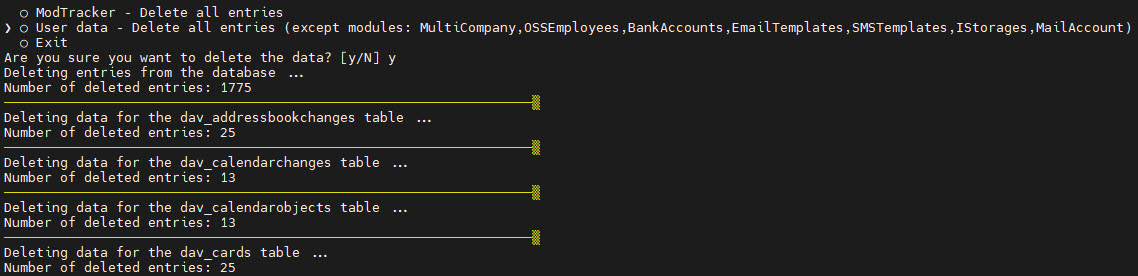 ○ ModTracker - Delete all entries
❯ ○ User data - Delete all entries (except modules: MultiCompany,OSSEmployees,BankAccounts,EmailTemplates,SMSTemplates,IStorages,MailAccount)
○ Exit
Are you sure you want to delete the data? [y/N] y
Deleting entries from the database ...
Number of deleted entries: 1775
Deleting data for the dav_addressbookchanges table ...
Number of deleted entries: 25
Deleting data for the dav_calendarchanges table ...
Number of deleted entries: 13
Deleting data for the dav_calendarobjects table ...
Number of deleted entries: 13
Deleting data for the dav_cards table ...
Number of deleted entries: 25